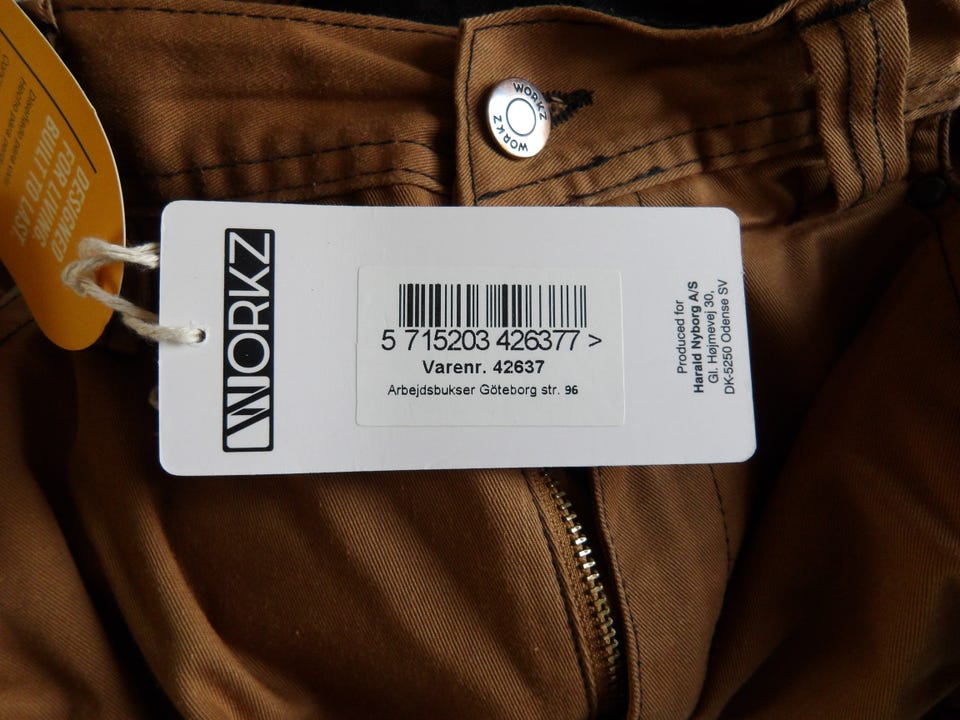 WORKZ
WORKZ
WORKZ
5 715203 426377 >
Varenr. 42637
Arbejdsbukser Göteborg str. 96
Produced for
Harald Nyborg A/S
Gl. Højmevej 30,
DK-5250 Odense SV
DESIGNED
FOR LIVING
BUILT TO LAST